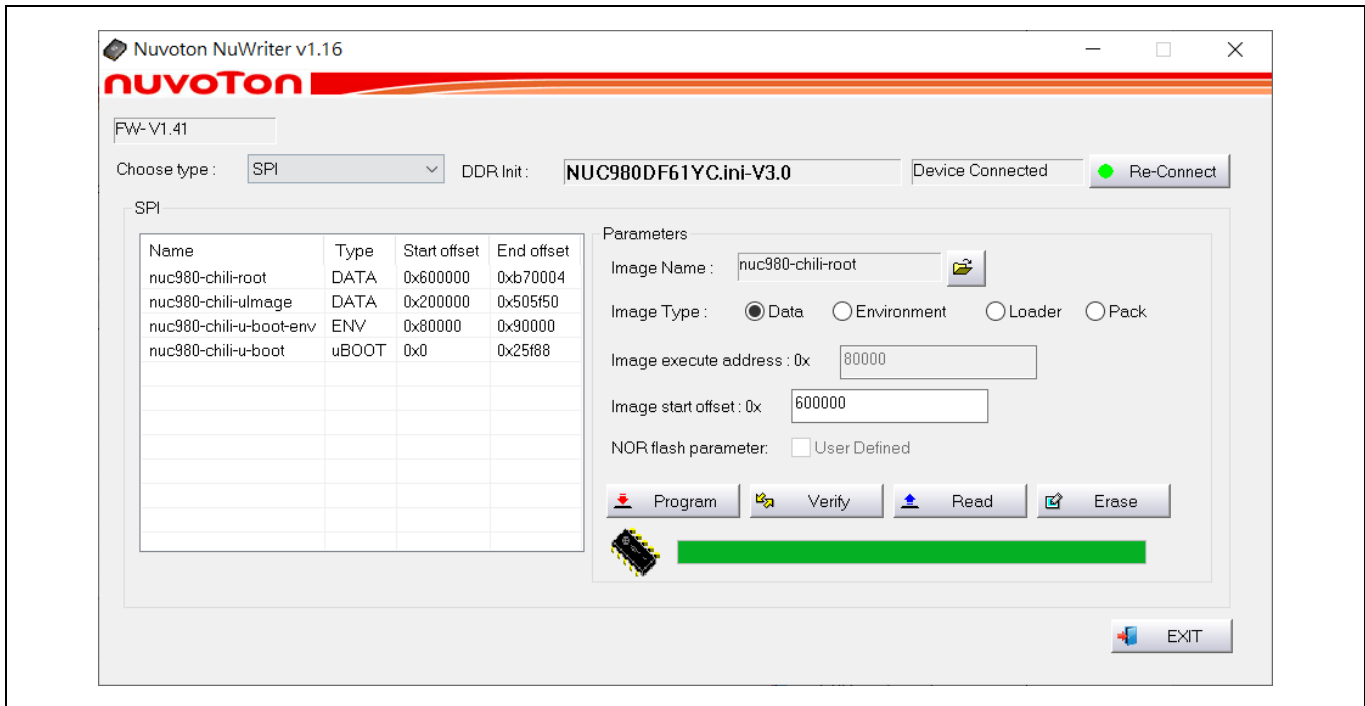 Nuvoton NuWriter v1.16
nuvoTon
FW- V1.41
Choose type : SPI DDR Init : NUC980DF61YC.ini-V3.0 Device Connected Re-Connect
SPI
Name Type Start offset End offset
nuc980-chili-root DATA 0x600000 0xb70004
nuc980-chili-uImage DATA 0x200000 0x505f50
nuc980-chili-u-boot-env ENV 0x80000 0x90000
nuc980-chili-u-boot uBOOT 0x0 0x25f88
Parameters
Image Name : nuc980-chili-root
Image Type : Data Environment Loader Pack
Image execute address : 0x 80000
Image start offset : 0x 600000
NOR flash parameter: User Defined
Program Verify Read Erase
EXIT